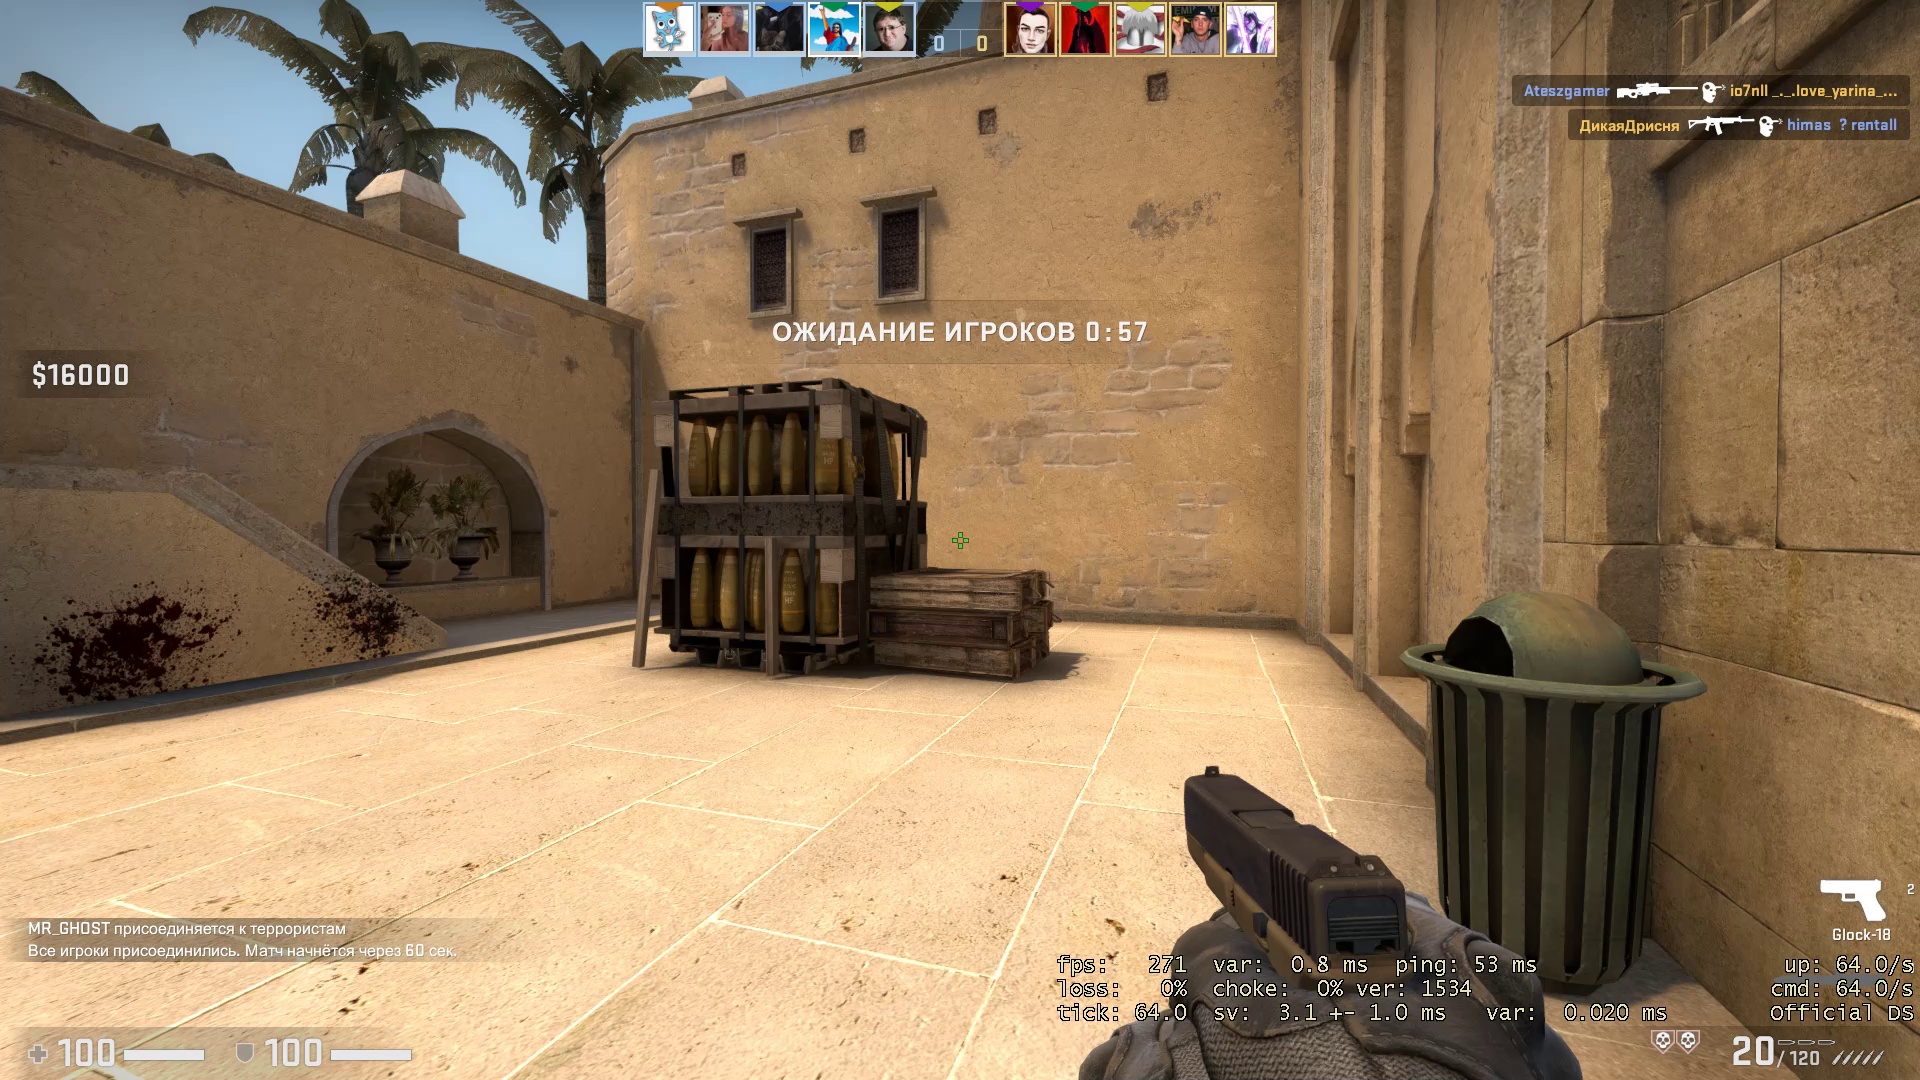 0 0
Ateszgamer io7nll _._.love_yarina_...
ДикаяДрисня himas ? rentall
ОЖИДАНИЕ ИГРОКОВ 0:57
$16000
2
Glock-18
MR_GHOST присоединяется к террористам
Все игроки присоединились. Матч начнётся через 60 сек.
fps: 271 var: 0.8 ms ping: 53 ms up: 64.0/s
loss: 0% choke: 0% ver: 1534 cmd: 64.0/s
tick: 64.0 sv: 3.1 +- 1.0 ms var: 0.020 ms Official DS
100 100 20/120